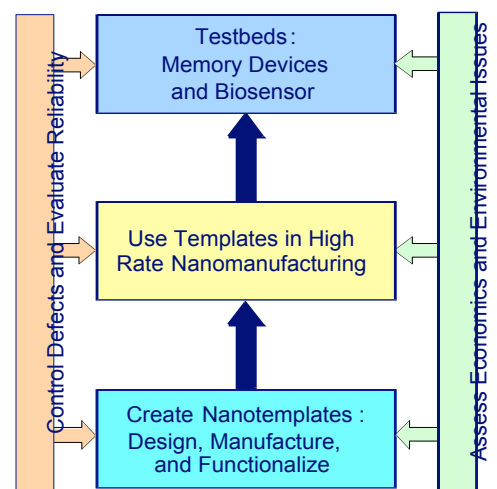 Testbeds:
Memory Devices
and Biosensor
Use Templates in High
Rate Nanomanufacturing
Create Nanotemplates :
Design, Manufacture,
and Functionalize
Control Defects and Evaluate Reliability
Assess Economics and Environmental Issues